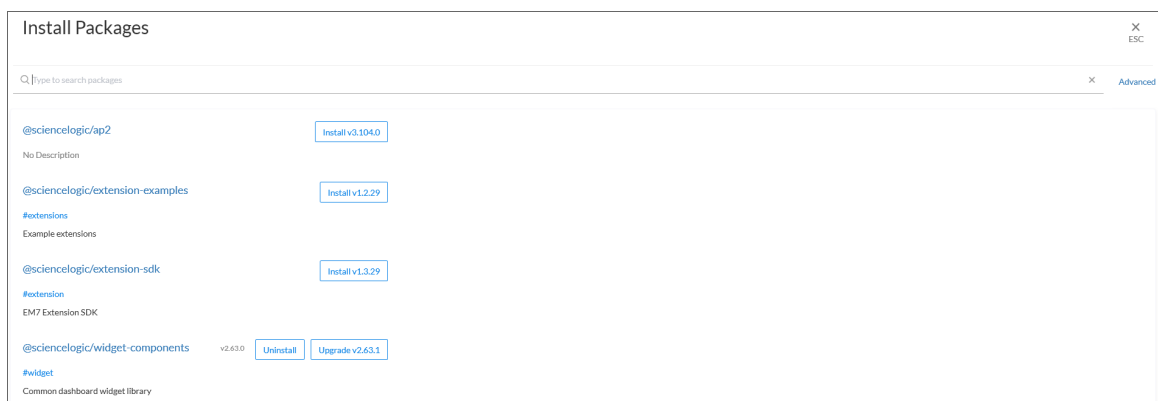 Install Packages
×
ESC
Type to search packages
×
Advanced
@sciencelogic/ap2
Install v3.104.0
No Description
@sciencelogic/extension-examples
Install v1.2.29
#extensions
Example extensions
@sciencelogic/extension-sdk
Install v1.3.29
#extension
EM7 Extension SDK
@sciencelogic/widget-components v2.63.0 Uninstall Upgrade v2.63.1
#widget
Common dashboard widget library